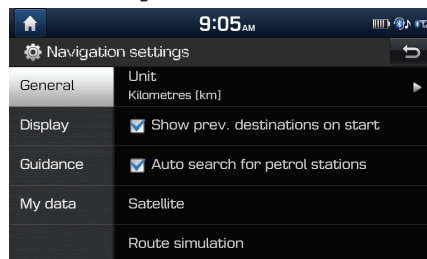 9:05AM
Navigation settings
General
Unit
Kilometres (km)
Display
Show prev. destinations on start
Guidance
Auto search for petrol stations
My data
Satellite
Route simulation